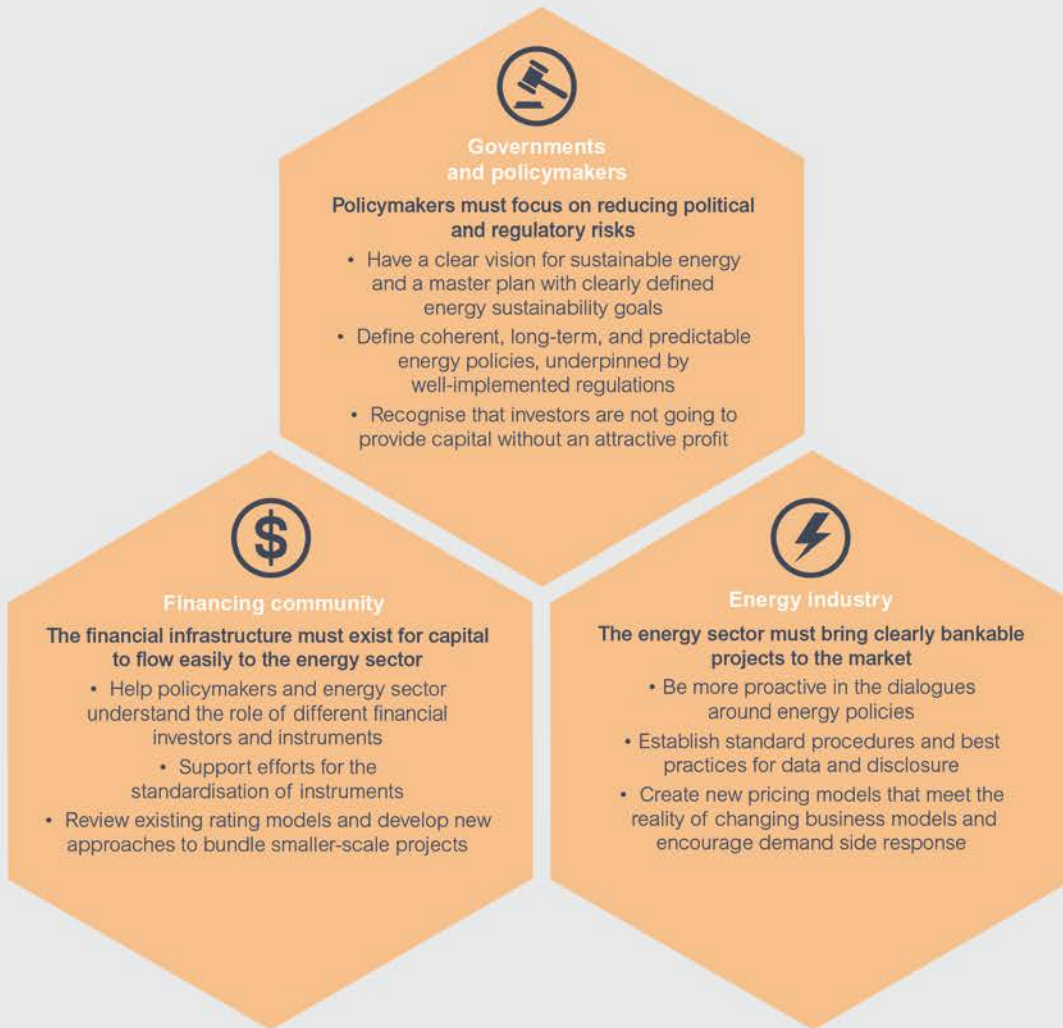 Governments
and policymakers
Policymakers must focus on reducing political
and regulatory risks
• Have a clear vision for sustainable energy
and a master plan with clearly defined
energy sustainability goals
• Define coherent, long-term, and predictable
energy policies, underpinned by
well-implemented regulations
• Recognise that investors are not going to
provide capital without an attractive profit
$
Financing community
The financial infrastructure must exist for capital
to flow easily to the energy sector
• Help policymakers and energy sector
understand the role of different financial
investors and instruments
• Support efforts for the
standardisation of instruments
• Review existing rating models and develop new
approaches to bundle smaller-scale projects
Energy industry
The energy sector must bring clearly bankable
projects to the market
• Be more proactive in the dialogues
around energy policies
• Establish standard procedures and best
practices for data and disclosure
• Create new pricing models that meet the
reality of changing business models and
encourage demand side response